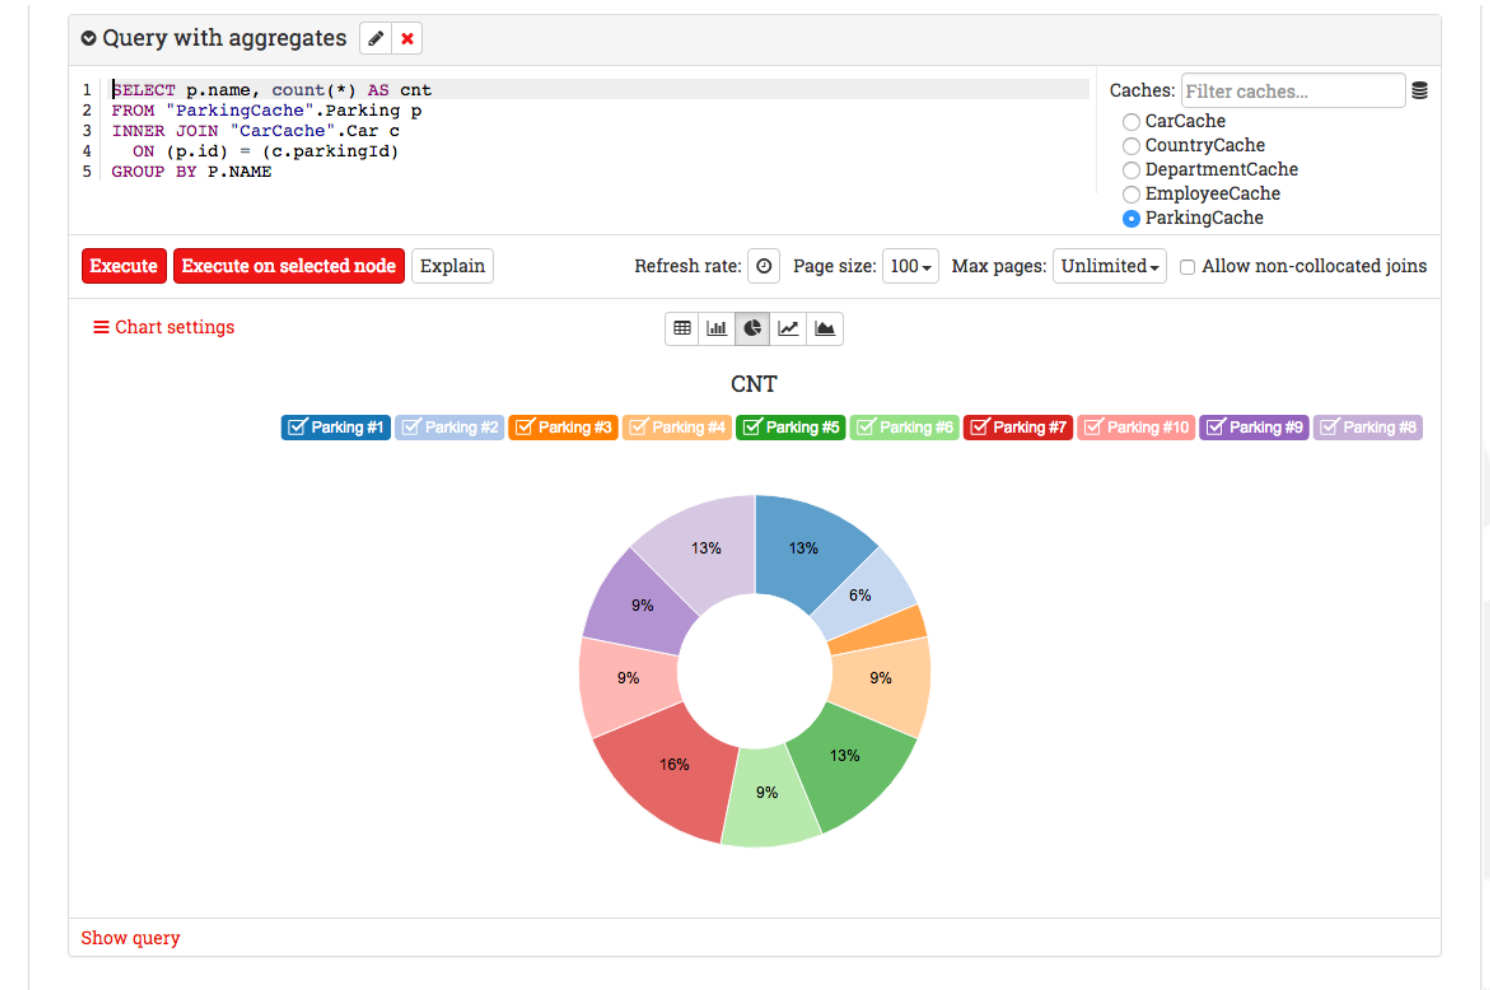 Query with aggregates
1 SELECT p.name, count(*) AS cnt
2 FROM "ParkingCache".Parking p
3 INNER JOIN "CarCache".Car c
4 ON (p.id) = (c.parkingId)
5 GROUP BY P.NAME
Caches: Filter caches...
CarCache
CountryCache
DepartmentCache
EmployeeCache
ParkingCache
Execute Execute on selected node Explain Refresh rate: Page size: 100 Max pages: Unlimited Allow non-collocated joins
Chart settings
CNT
Parking #1 Parking #2 Parking #3 Parking #4 Parking #5 Parking #6 Parking #7 Parking #10 Parking #9 Parking #8
13% 13%
6%
9%
9% 9%
13%
16%
9%
Show query